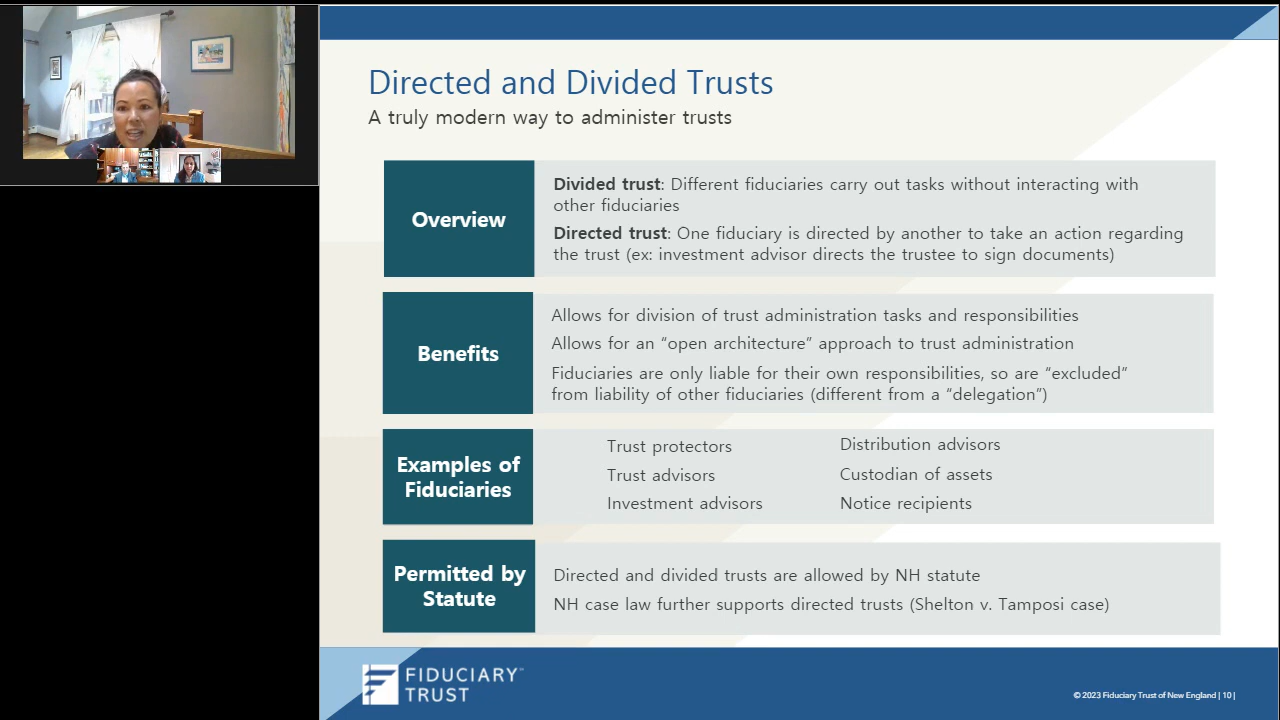 Directed and Divided Trusts
A truly modern way to administer trusts
Overview
Divided trust: Different fiduciaries carry out tasks without interacting with
other fiduciaries
Directed trust: One fiduciary is directed by another to take an action regarding
the trust (ex: investment advisor directs the trustee to sign documents)
Benefits
Allows for division of trust administration tasks and responsibilities
Allows for an “open architecture” approach to trust administration
Fiduciaries are only liable for their own responsibilities, so are “excluded”
from liability of other fiduciaries (different from a “delegation”)
Examples of
Fiduciaries
Trust protectors
Trust advisors
Investment advisors
Distribution advisors
Custodian of assets
Notice recipients
Permitted by
Statute
Directed and divided trusts are allowed by NH statute
NH case law further supports directed trusts (Shelton v. Tamposi case)
FIDUCIARY™
TRUST
© 2023 Fiduciary Trust of New England | 10 |